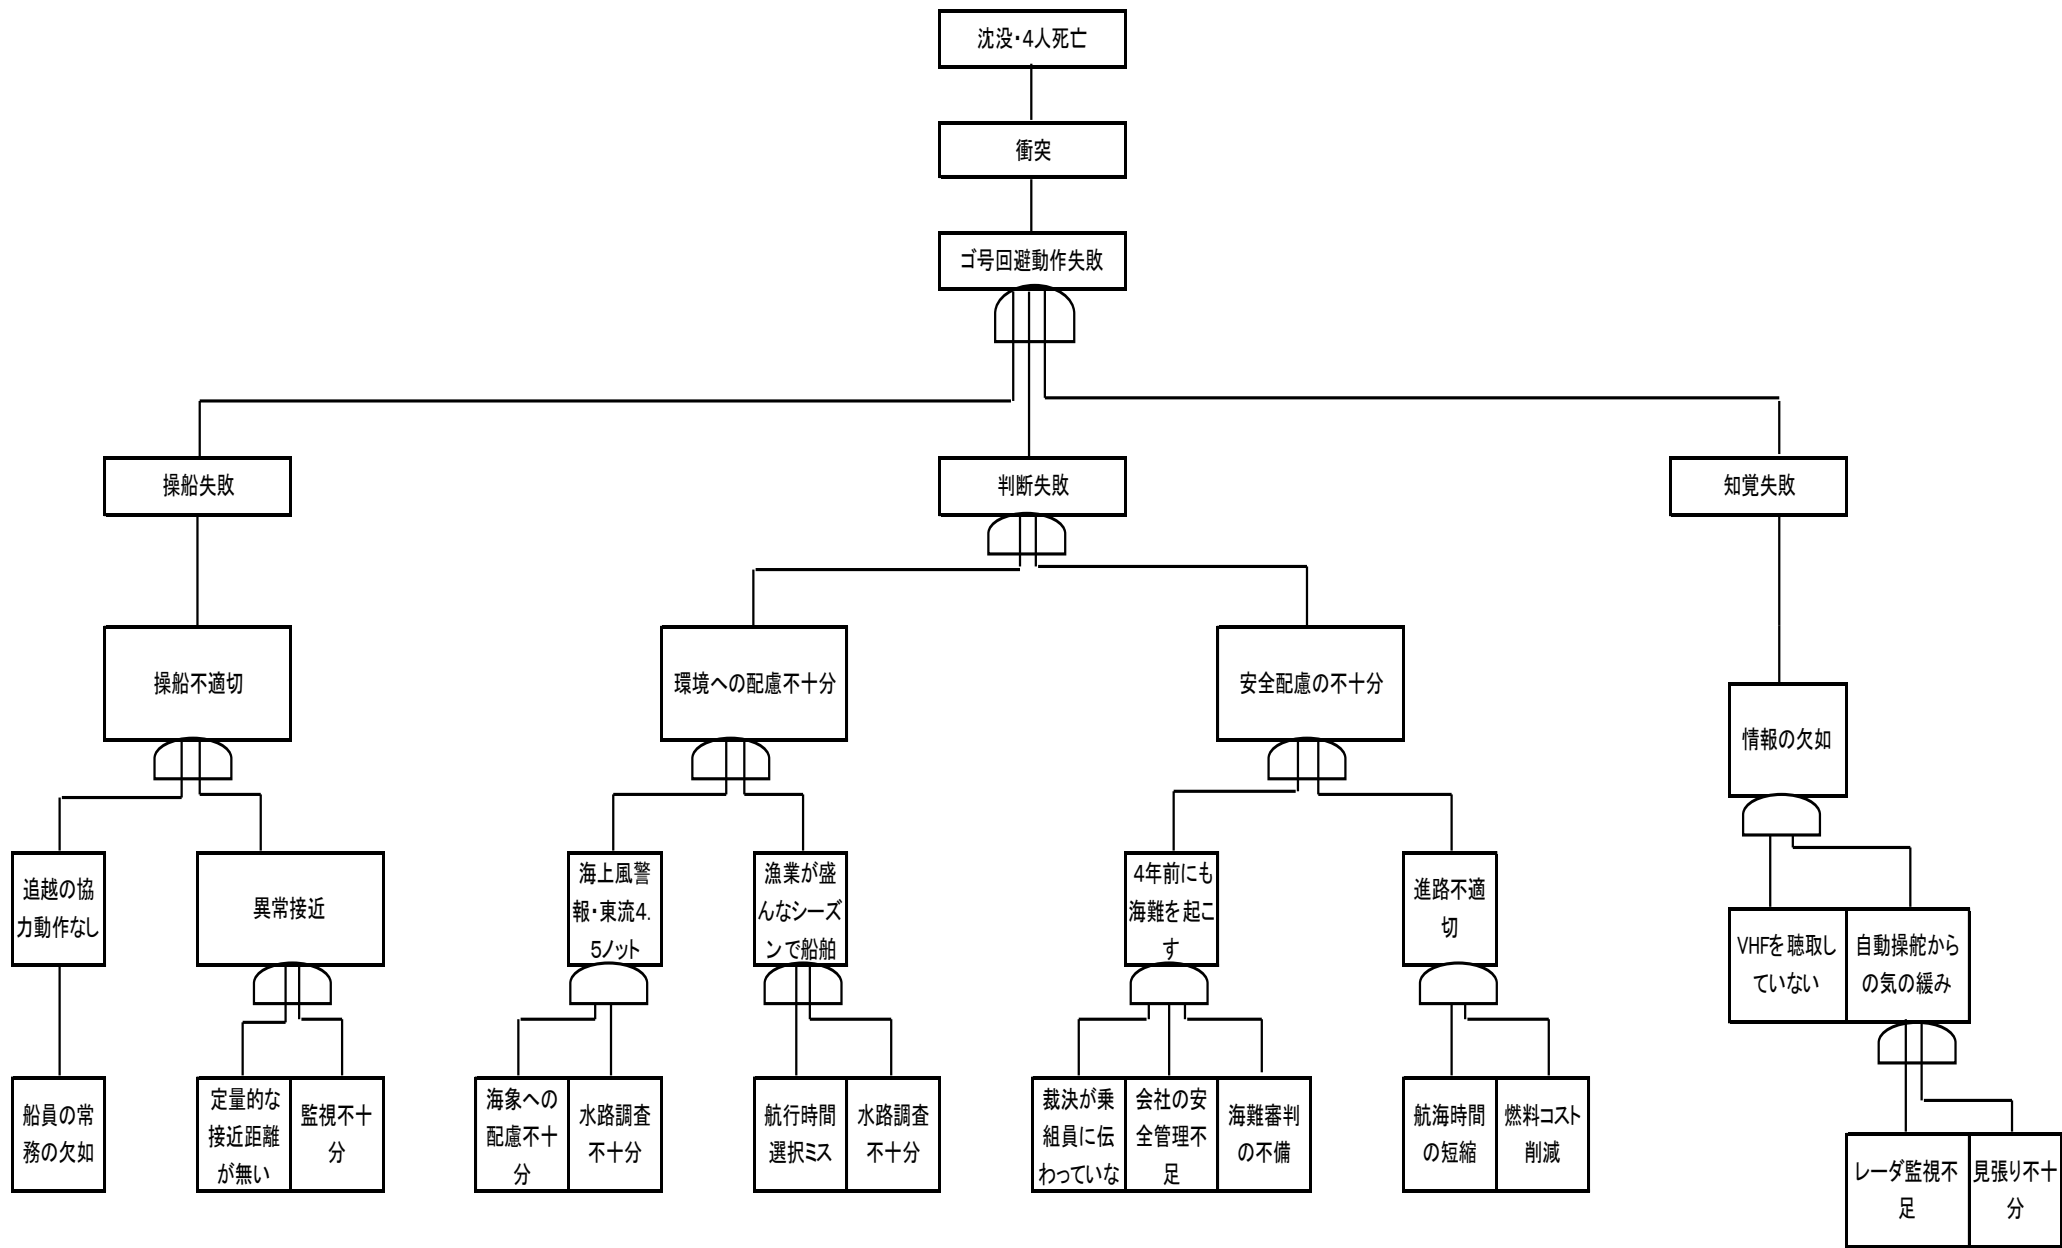 沈没・4人死亡
衝突
ゴ号回避動作失敗
操船失敗
判断失敗
知覚失敗
操船不適切
環境への配慮不十分
安全配慮の不十分
情報の欠如
追越の協
力動作なし
異常接近
海上風警
報・東流4.
5ノット
漁業が盛
んなシーズ
ンで船舶
4年前にも
海難を起こ
す
進路不適
切
VHFを聴取し
ていない
自動操舵から
の気の緩み
船員の常
務の欠如
定量的な
接近距離
が無い
監視不十
分
海象への
配慮不十
分
水路調査
不十分
航行時間
選択ミス
水路調査
不十分
裁決が乗
組員に伝
わっていな
会社の安
全管理不
足
海難審判
の不備
航海時間
の短縮
燃料コスト
削減
レーダ監視不
足
見張り不十
分